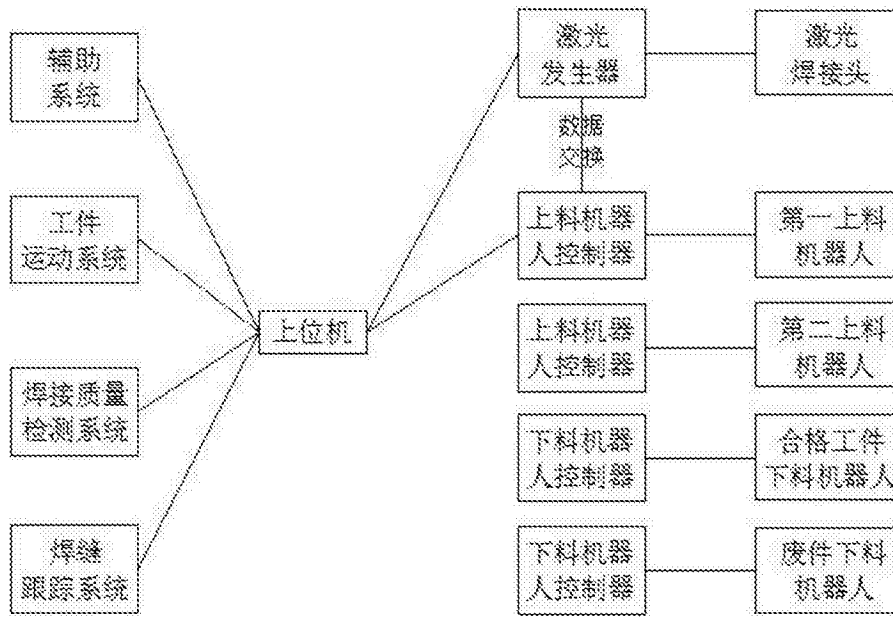 辅助
系统
工件
运动系统
焊接质量
检测系统
焊缝
跟踪系统
上位机
激光
发生器
激光
焊接头
数据
交换
上料机器
人控制器
第一上料
机器人
上料机器
人控制器
第二上料
机器人
下料机器
人控制器
合格工件
下料机器人
下料机器
人控制器
废件下料
机器人